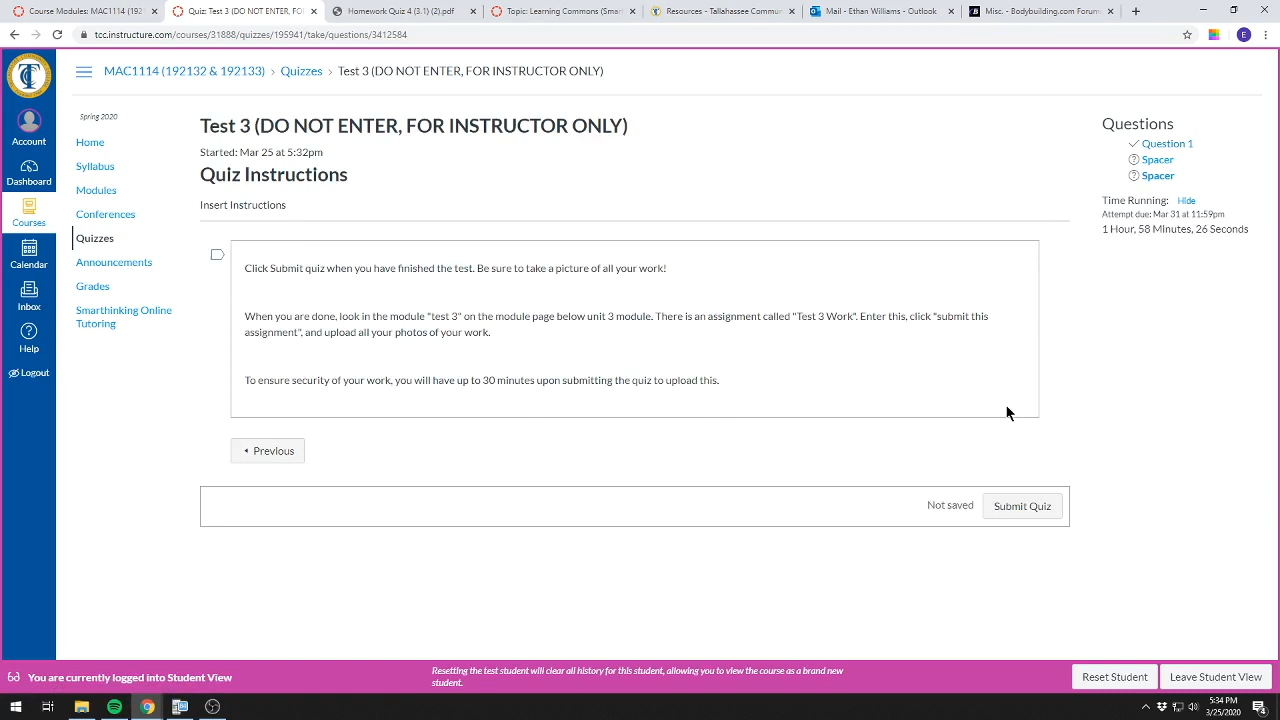 Course Modules: MAC1114 (192
Quiz: Test 3 (DO NOT ENTER, FO
Homework Quiz 4 (3.1) (2).pdf
Topic: Learning Commons (Smar
Resources - Tallahassee Commun
Mail - Ethan Williams - Outlook
Misc. - Bodybuilding.com Forum
tcc.instructure.com/courses/31888/quizzes/195941/take/questions/3412584
E
MAC1114 (192132 & 192133) › Quizzes › Test 3 (DO NOT ENTER, FOR INSTRUCTOR ONLY)
Account
Dashboard
Courses
Calendar
Inbox
Help
Logout
Spring 2020
Home
Syllabus
Modules
Conferences
Quizzes
Announcements
Grades
Smarthinking Online
Tutoring
Test 3 (DO NOT ENTER, FOR INSTRUCTOR ONLY)
Started: Mar 25 at 5:32pm
Quiz Instructions
Insert Instructions
Click Submit quiz when you have finished the test. Be sure to take a picture of all your work!
When you are done, look in the module "test 3" on the module page below unit 3 module. There is an assignment called "Test 3 Work". Enter this, click "submit this
assignment", and upload all your photos of your work.
To ensure security of your work, you will have up to 30 minutes upon submitting the quiz to upload this.
Previous
Not saved
Submit Quiz
Questions
Question 1
Spacer
Spacer
Time Running: Hide
Attempt due: Mar 31 at 11:59pm
1 Hour, 58 Minutes, 26 Seconds
You are currently logged into Student View
Resetting the test student will clear all history for this student, allowing you to view the course as a brand new
student.
Reset Student
Leave Student View
5:34 PM
3/25/2020